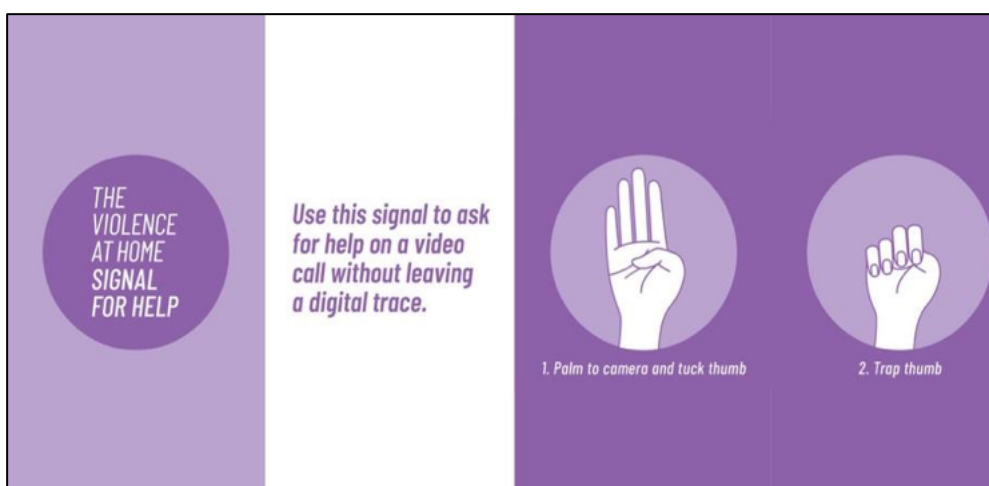 THE
VIOLENCE
AT HOME
SIGNAL
FOR HELP
Use this signal to ask
for help on a video
call without leaving
a digital trace.
1. Palm to camera and tuck thumb
2. Trap thumb